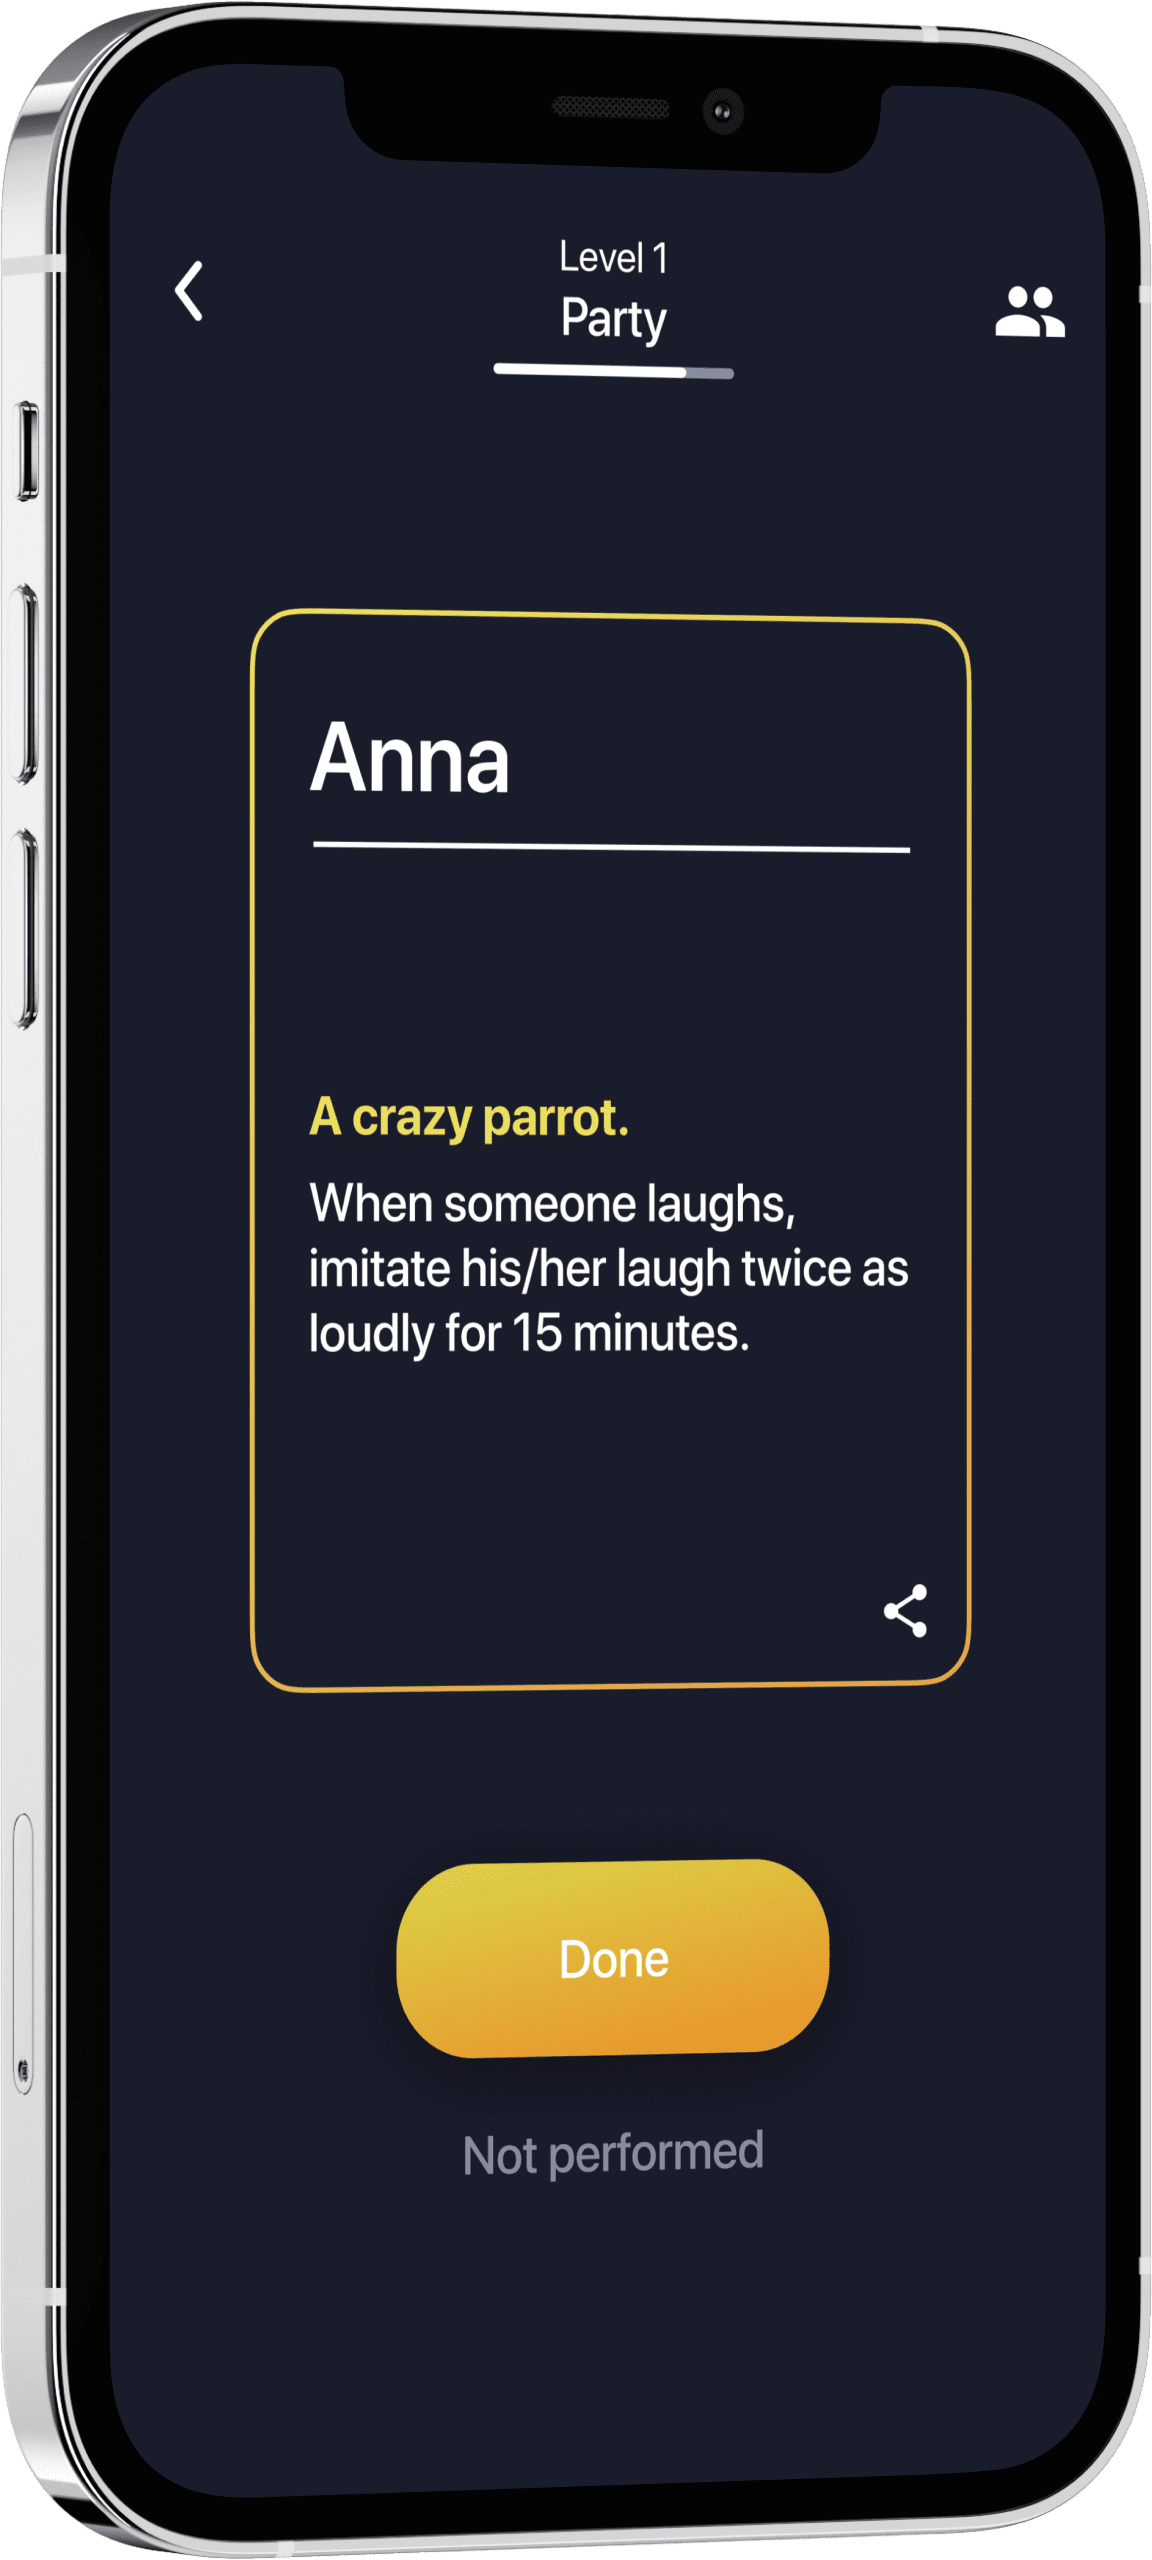 Level 1
Party
Anna
A crazy parrot.
When someone laughs,
imitate his/her laugh twice as
loudly for 15 minutes.
Done
Not performed